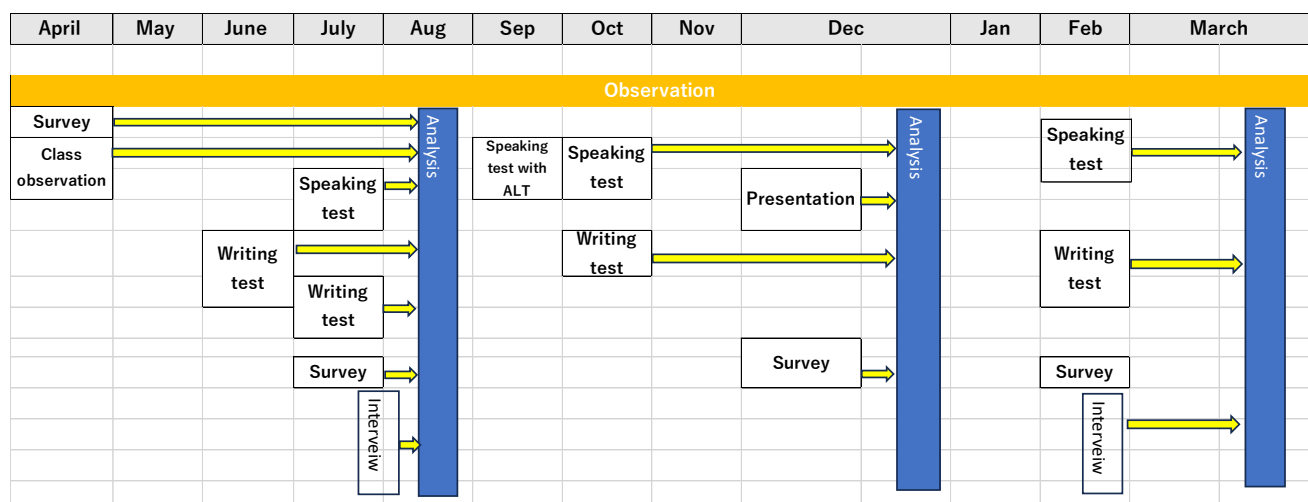 April May June July Aug Sep Oct Nov Dec Jan Feb March
Observation
Survey
Class
observation
Speaking
test
Writing
test
Writing
test
Survey
Interveiw
Analysis
Speaking
test with
ALT
Speaking
test
Writing
test
Presentation
Survey
Analysis
Speaking
test
Writing
test
Survey
Interveiw
Analysis